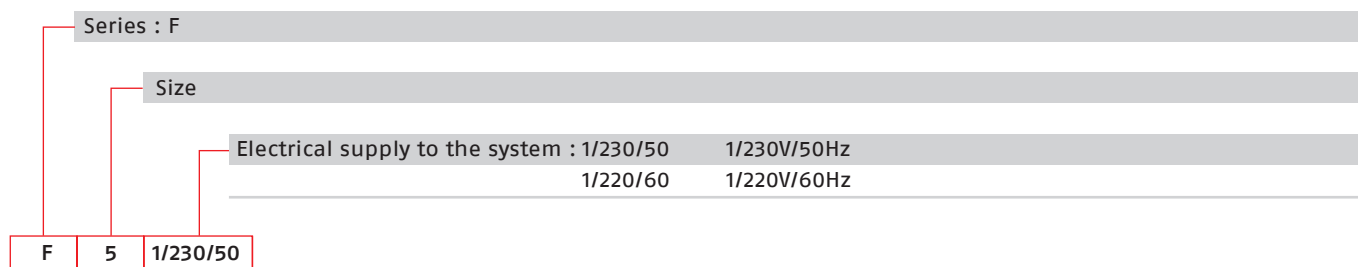 Series : F
Size
Electrical supply to the system : 1/230/50 1/230V/50Hz
1/220/60 1/220V/60Hz
F 5 1/230/50